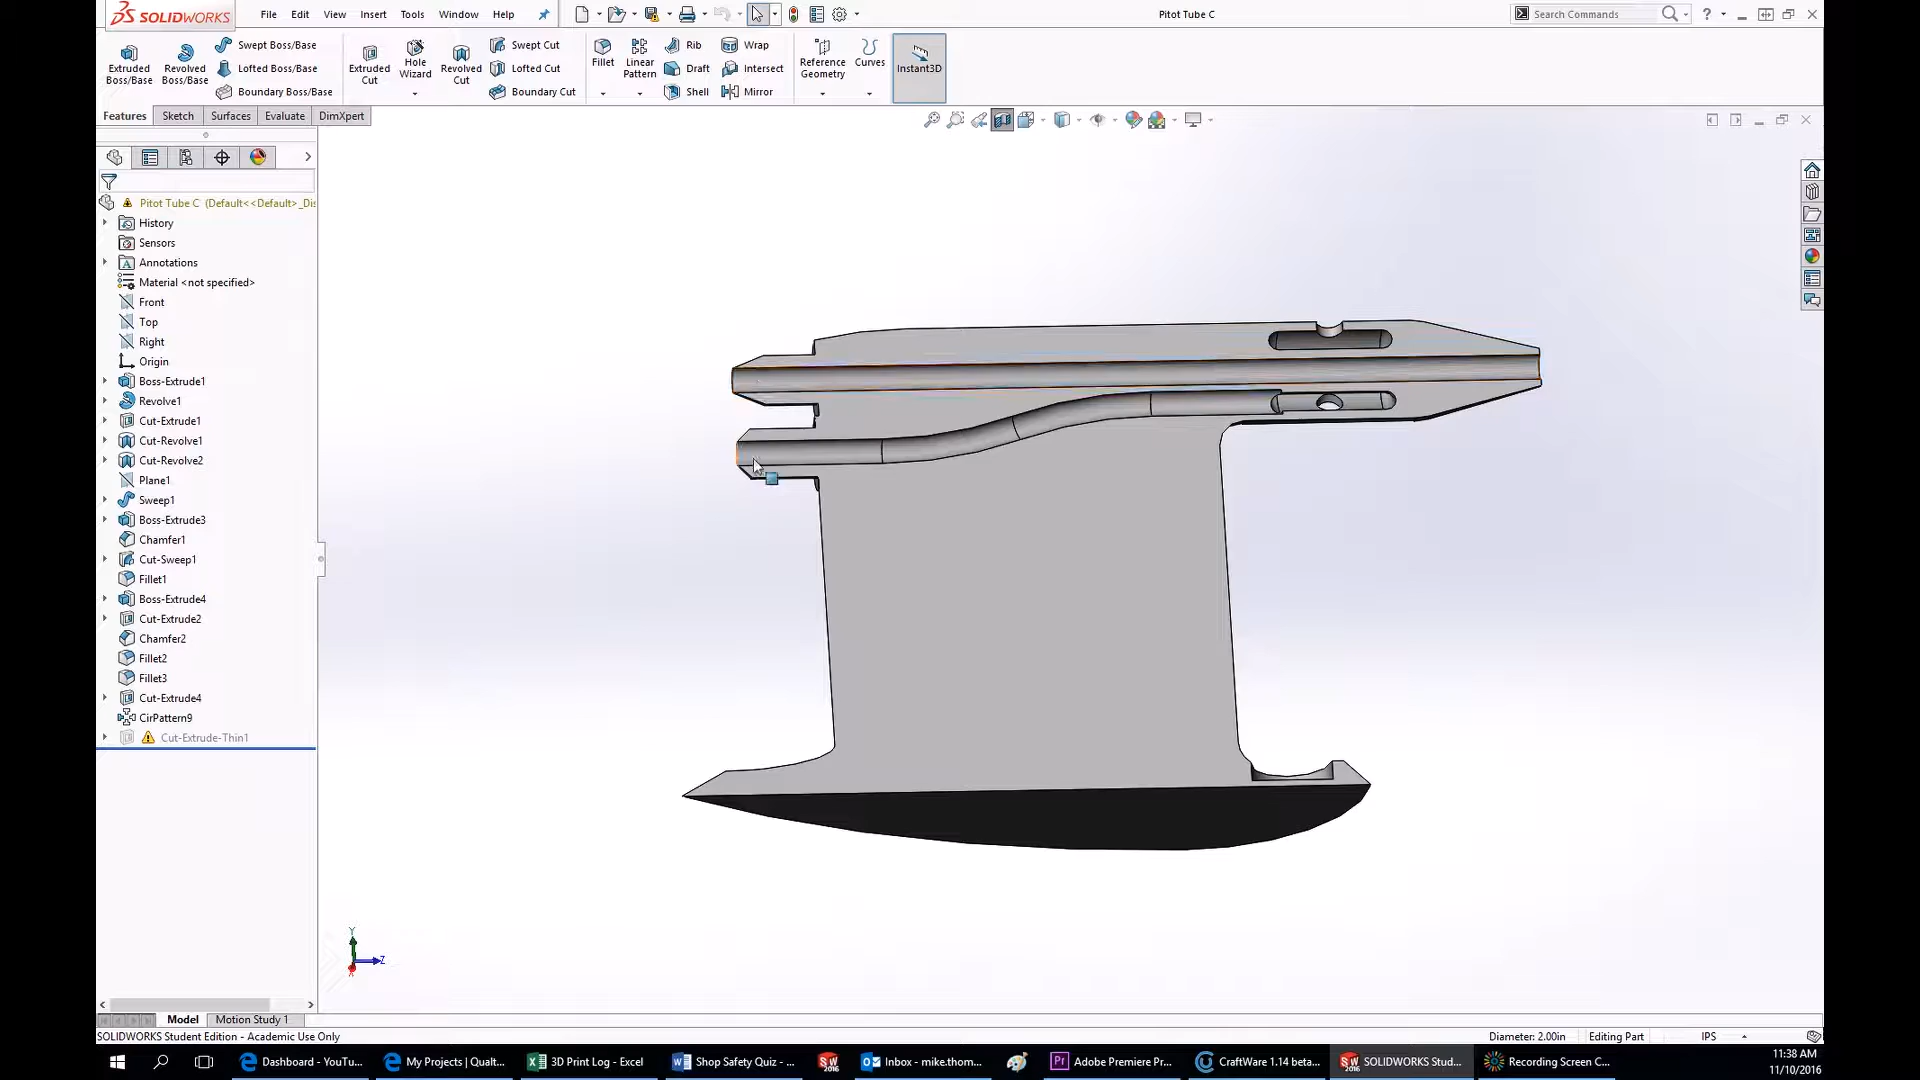 SOLIDWORKS File Edit View Insert Tools Window Help Pitot Tube C Search Commands ?
Extruded Boss/Base
Revolved Boss/Base
Swept Boss/Base
Lofted Boss/Base
Boundary Boss/Base
Extruded Cut
Hole Wizard
Revolved Cut
Swept Cut
Lofted Cut
Boundary Cut
Fillet
Linear Pattern
Rib
Draft
Shell
Wrap
Intersect
Mirror
Reference Geometry
Curves
Instant3D
Features Sketch Surfaces Evaluate DimXpert
Pitot Tube C (Default<<Default>_Dis
History
Sensors
Annotations
Material <not specified>
Front
Top
Right
Origin
Boss-Extrude1
Revolve1
Cut-Extrude1
Cut-Revolve1
Cut-Revolve2
Plane1
Sweep1
Boss-Extrude3
Chamfer1
Cut-Sweep1
Fillet1
Boss-Extrude4
Cut-Extrude2
Chamfer2
Fillet2
Fillet3
Cut-Extrude4
CirPattern9
Cut-Extrude-Thin1
Y
Z
X
Model Motion Study 1
SOLIDWORKS Student Edition - Academic Use Only Diameter: 2.00in Editing Part IPS
Dashboard - YouTu... My Projects | Qualt... 3D Print Log - Excel Shop Safety Quiz - ... Inbox - mike.thom... Adobe Premiere Pr... CraftWare 1.14 beta... SOLIDWORKS Stud... Recording Screen C... 11:38 AM
11/10/2016